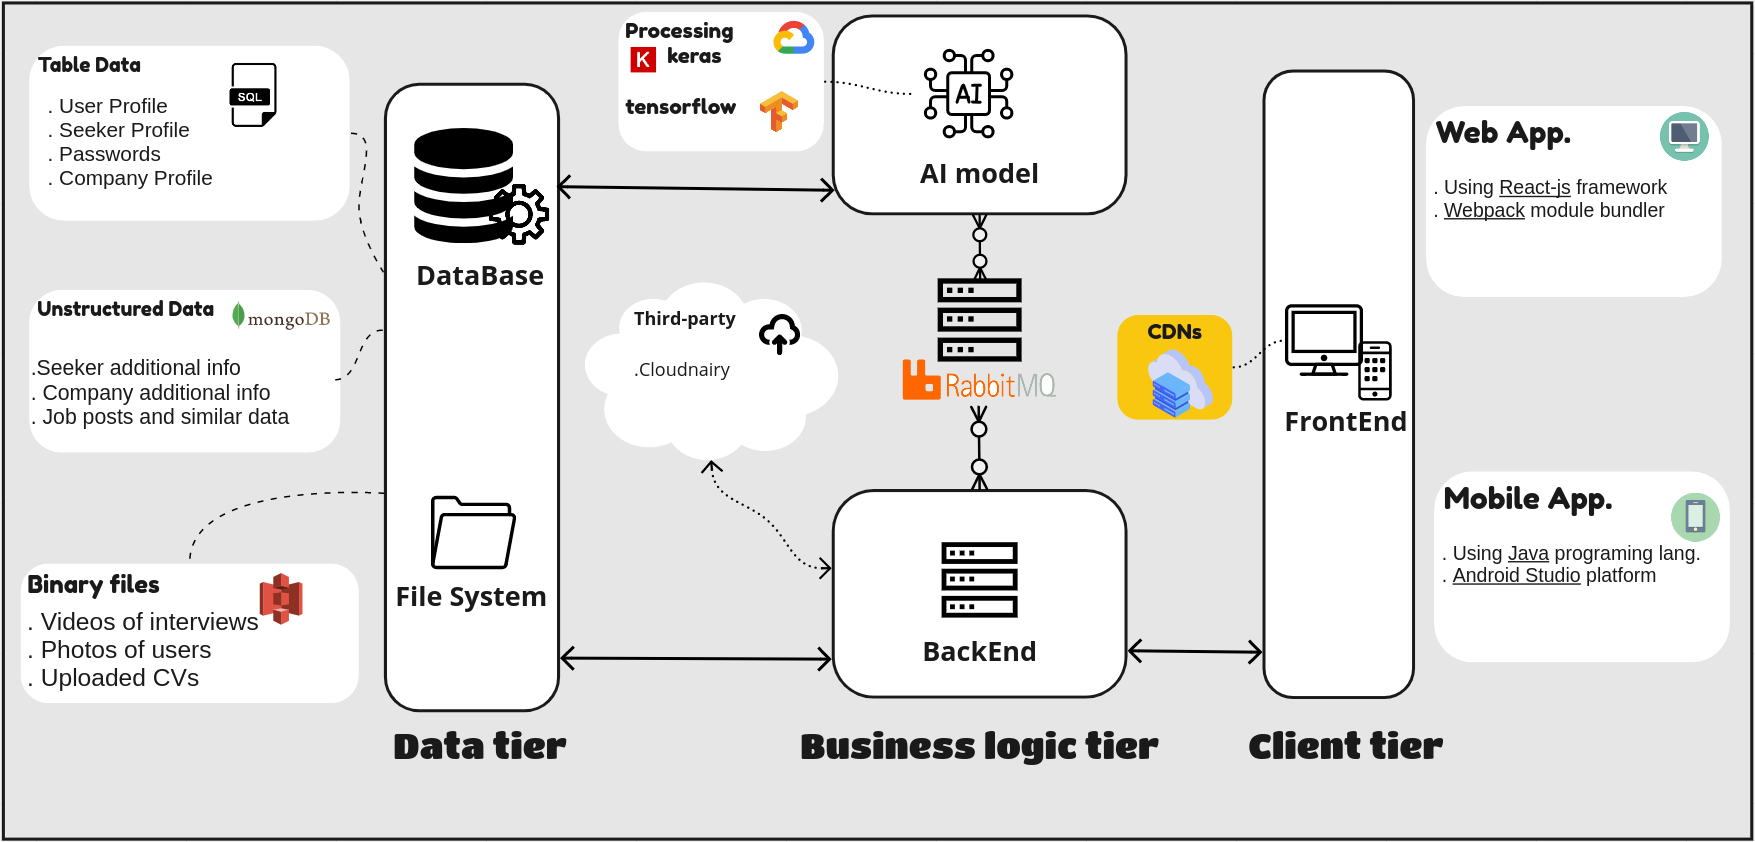 Table Data
SQL
. User Profile
. Seeker Profile
. Passwords
. Company Profile
Unstructured Data
mongoDB
.Seeker additional info
. Company additional info
. Job posts and similar data
Binary files
. Videos of interviews
. Photos of users
. Uploaded CVs
DataBase
File System
Data tier
Processing
K keras
tensorflow
AI
AI model
Third-party
.Cloudnairy
RabbitMQ
BackEnd
Business logic tier
CDNs
FrontEnd
Client tier
Web App.
. Using React-js framework
. Webpack module bundler
Mobile App.
. Using Java programing lang.
. Android Studio platform